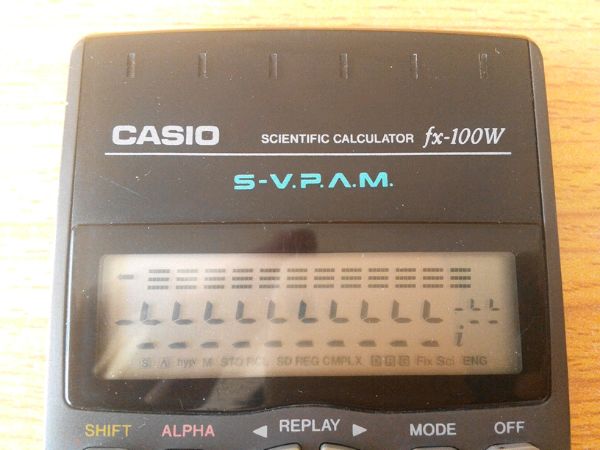 CASIO SCIENTIFIC CALCULATOR fx-100W
S-V.P.A.M.
i
S A hyp M STO RCL SD REG CMPLX D R G Fix Sci ENG
SHIFT ALPHA ◀ REPLAY ▶ MODE OFF